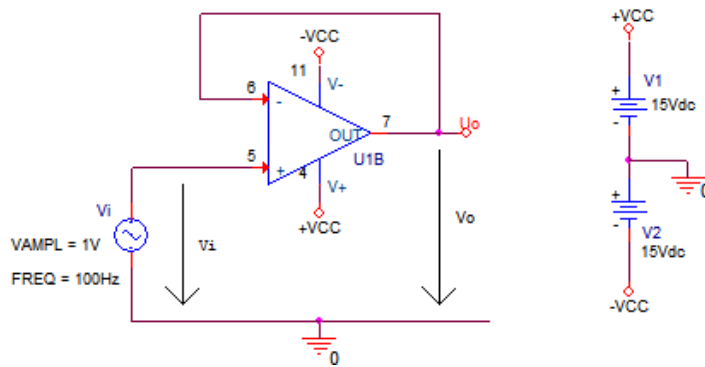 -VCC
11
V-
6
-
7
OUT
Uo
U1B
5
+
4
V+
+VCC
Vi
VAMPL = 1V
FREQ = 100Hz
Vi
Vo
0
+VCC
+
V1
15Vdc
-
0
+
V2
-
15Vdc
-VCC